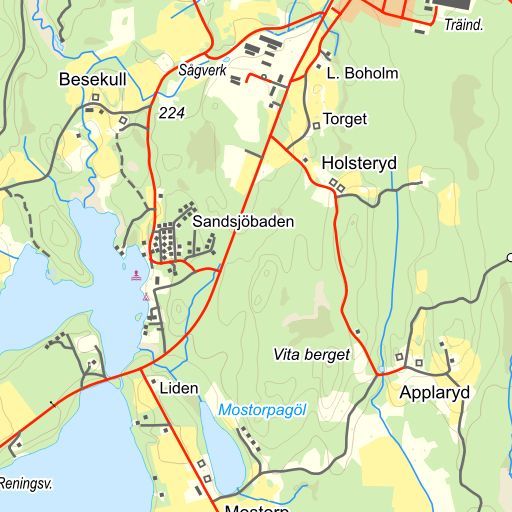 Träind.
Sågverk
L. Boholm
Besekull
224
Torget
Holsteryd
Sandsjöbaden
Vita berget
Liden
Applaryd
Mostorpagöl
Reningsv.
Mostorp